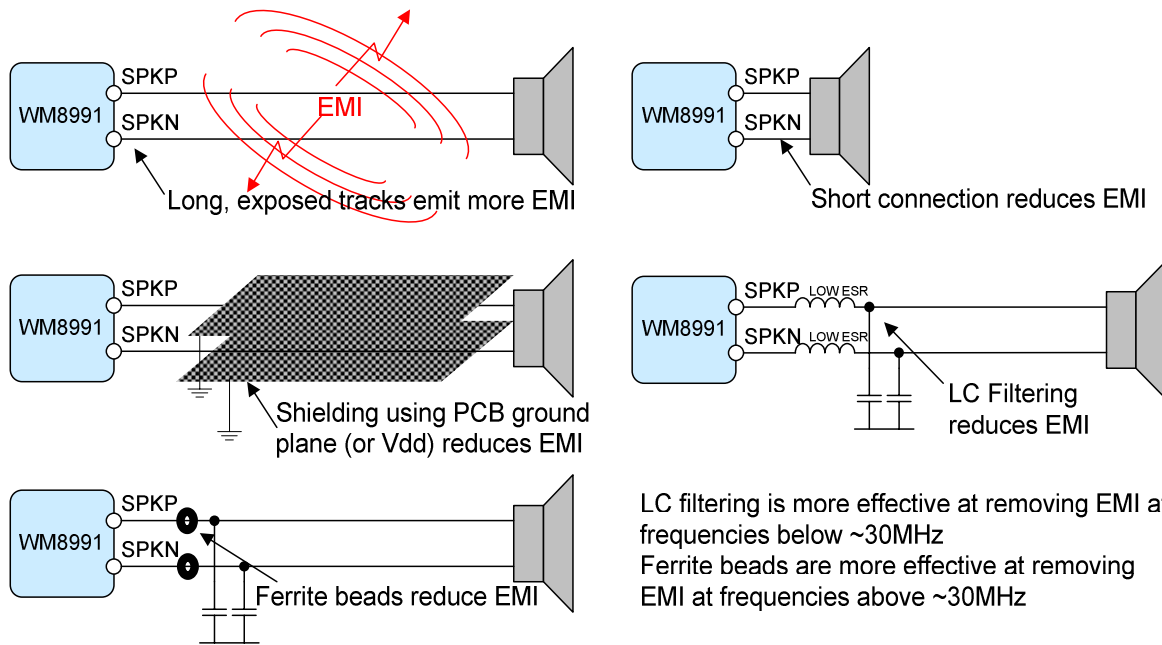 SPKP
WM8991
SPKN
EMI
Long, exposed tracks emit more EMI
SPKP
WM8991
SPKN
Short connection reduces EMI
SPKP
WM8991
SPKN
Shielding using PCB ground
plane (or Vdd) reduces EMI
SPKP
LOW ESR
WM8991
SPKN
LOW ESR
LC Filtering
reduces EMI
SPKP
WM8991
SPKN
Ferrite beads reduce EMI
LC filtering is more effective at removing EMI at
frequencies below ~30MHz
Ferrite beads are more effective at removing
EMI at frequencies above ~30MHz